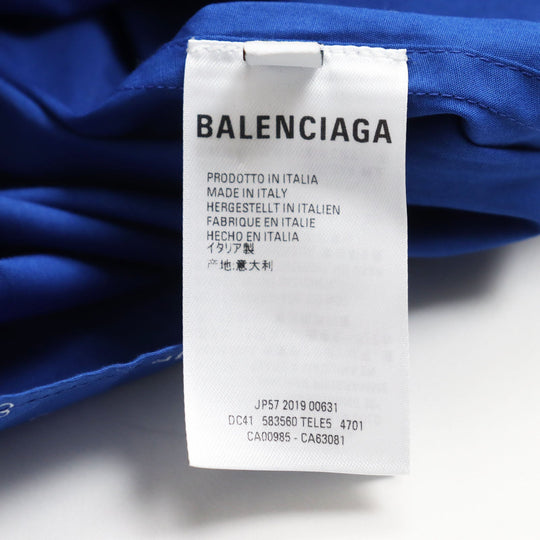 BALENCIAGA
PRODOTTO IN ITALIA
MADE IN ITALY
HERGESTELLT IN ITALIEN
FABRIQUE EN ITALIE
HECHO EN ITALIA
イタリア製
产地:意大利
JP57 2019 00631
DC41 583560 TELE5 4701
CA00985 - CA63081